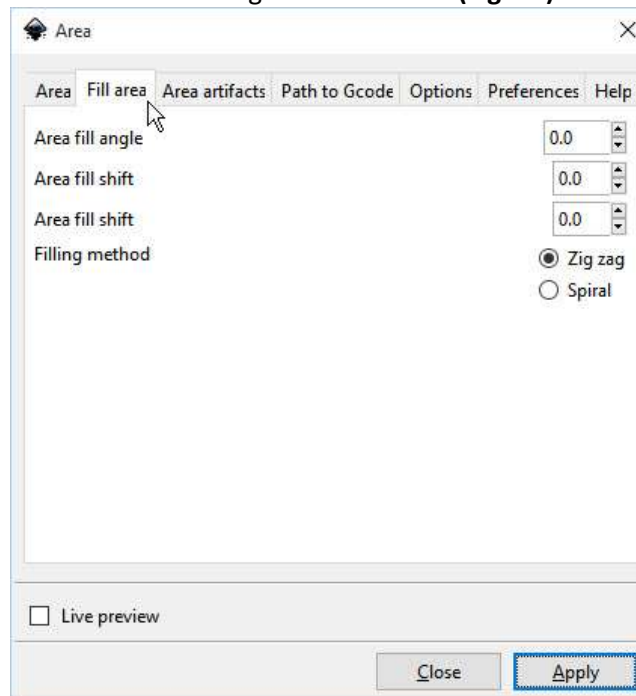 Area
Area Fill area Area artifacts Path to Gcode Options Preferences Help
Area fill angle 0.0
Area fill shift 0.0
Area fill shift 0.0
Filling method Zig zag
Spiral
Live preview
Close Apply